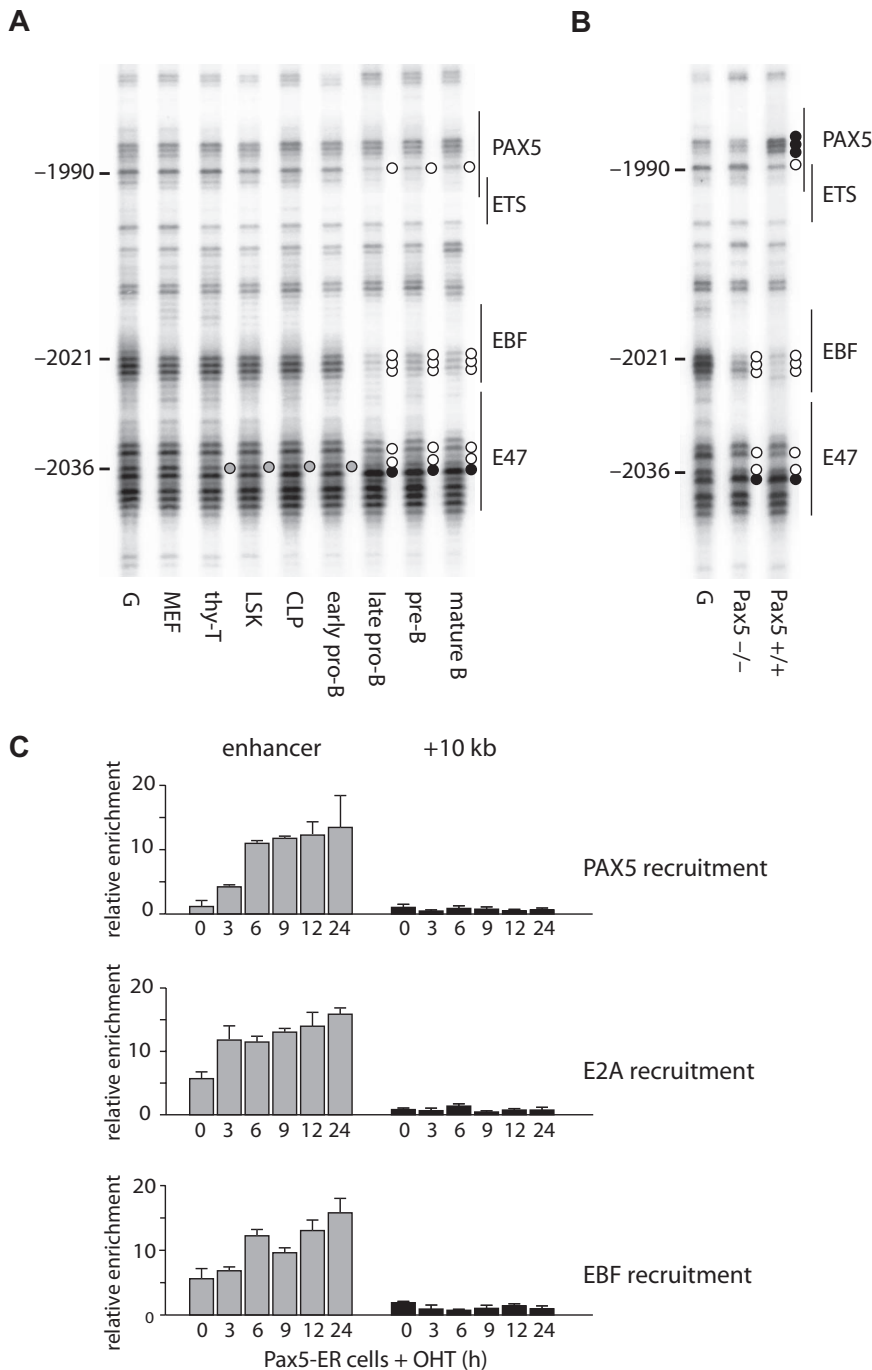 A
B
−1990
−2021
−2036
PAX5
ETS
EBF
E47
G
MEF
thy-T
LSK
CLP
early pro-B
late pro-B
pre-B
mature B
−1990
−2021
−2036
PAX5
ETS
EBF
E47
G
Pax5 −/−
Pax5 +/+
C
enhancer
+10 kb
relative enrichment
20
10
0
0 3 6 9 12 24
0 3 6 9 12 24
PAX5 recruitment
relative enrichment
20
10
0
0 3 6 9 12 24
0 3 6 9 12 24
E2A recruitment
relative enrichment
20
10
0
0 3 6 9 12 24
0 3 6 9 12 24
EBF recruitment
Pax5-ER cells + OHT (h)